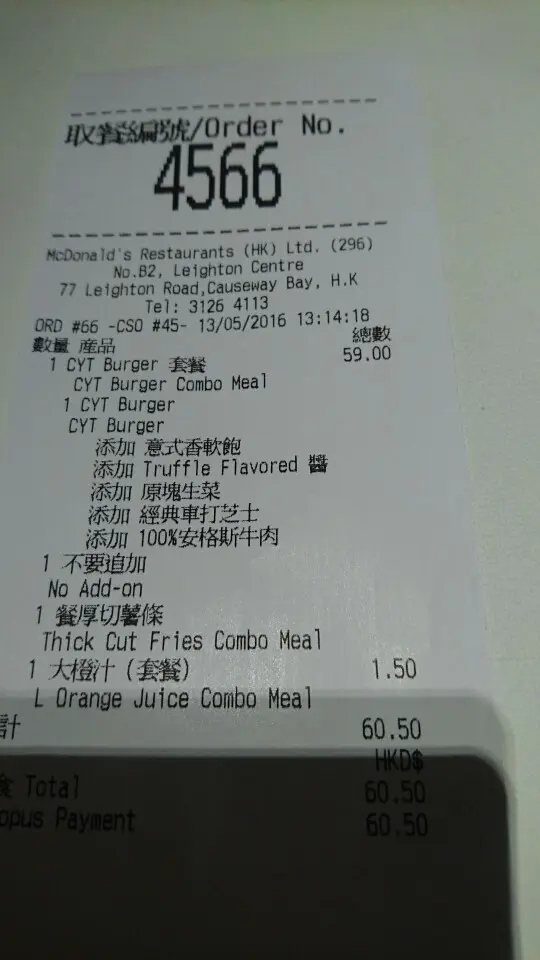 取餐編號/Order No.
4566
McDonald's Restaurants (HK) Ltd. (296)
No.B2, Leighton Centre
77 Leighton Road,Causeway Bay, H.K
Tel: 3126 4113
ORD #66 -CSO #45- 13/05/2016 13:14:18
數量 產品 總數
1 CYT Burger 套餐 59.00
CYT Burger Combo Meal
1 CYT Burger
CYT Burger
添加 意式香軟飽
添加 Truffle Flavored 醬
添加 原塊生菜
添加 經典車打芝士
添加 100%安格斯牛肉
1 不要追加
No Add-on
1 餐厚切薯條
Thick Cut Fries Combo Meal
1 大橙汁(套餐) 1.50
L Orange Juice Combo Meal
計 60.50
HKD$
食 Total 60.50
opus Payment 60.50